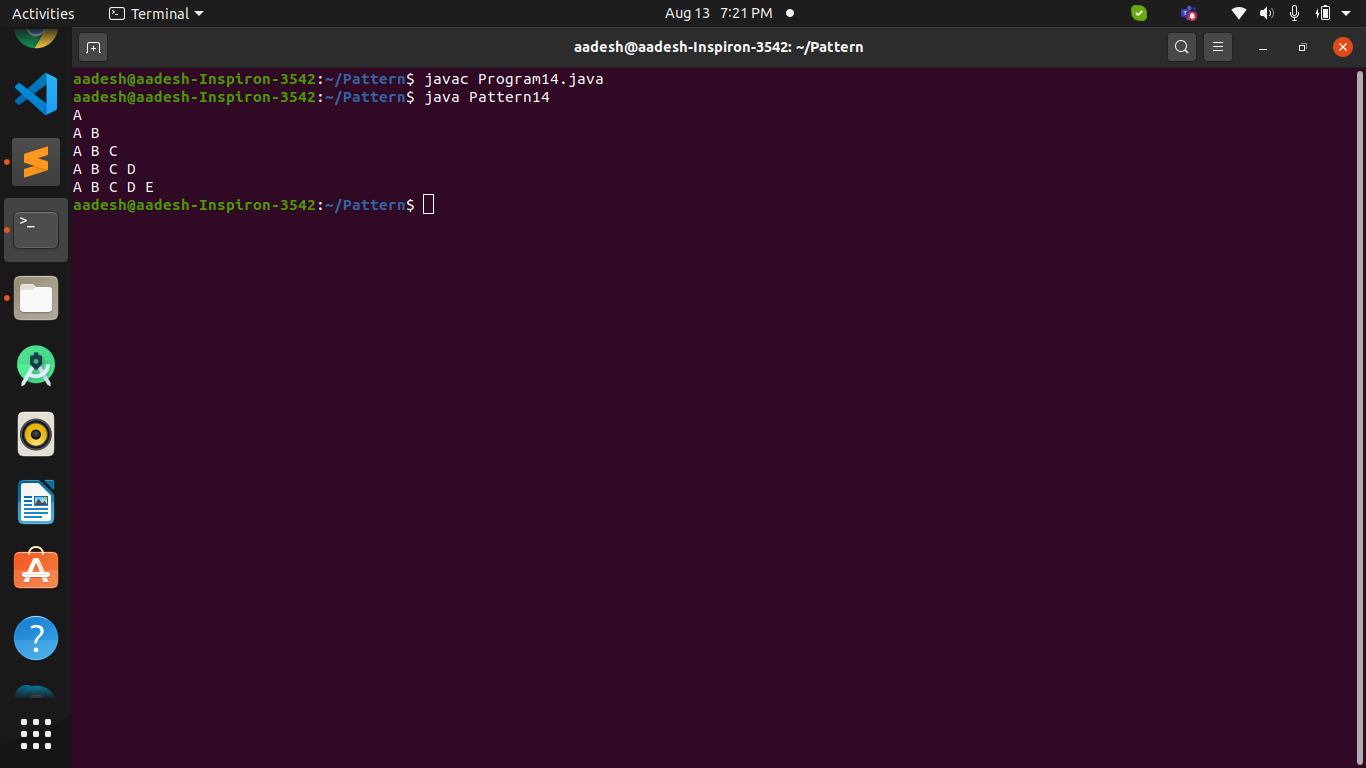 Activities
Terminal
Aug 13 7:21 PM
aadesh@aadesh-Inspiron-3542: ~/Pattern
aadesh@aadesh-Inspiron-3542:~/Pattern$ javac Program14.java
aadesh@aadesh-Inspiron-3542:~/Pattern$ java Pattern14
A
A B
A B C
A B C D
A B C D E
aadesh@aadesh-Inspiron-3542:~/Pattern$